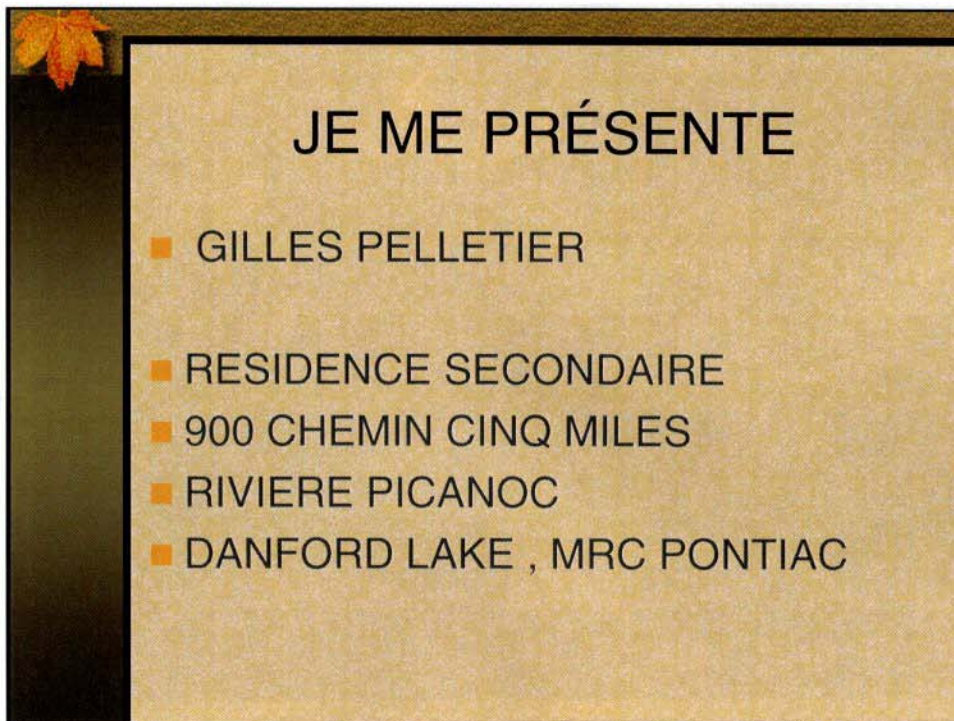 JE ME PRÉSENTE
GILLES PELLETIER
RESIDENCE SECONDAIRE
900 CHEMIN CINQ MILES
RIVIERE PICANOC
DANFORD LAKE , MRC PONTIAC